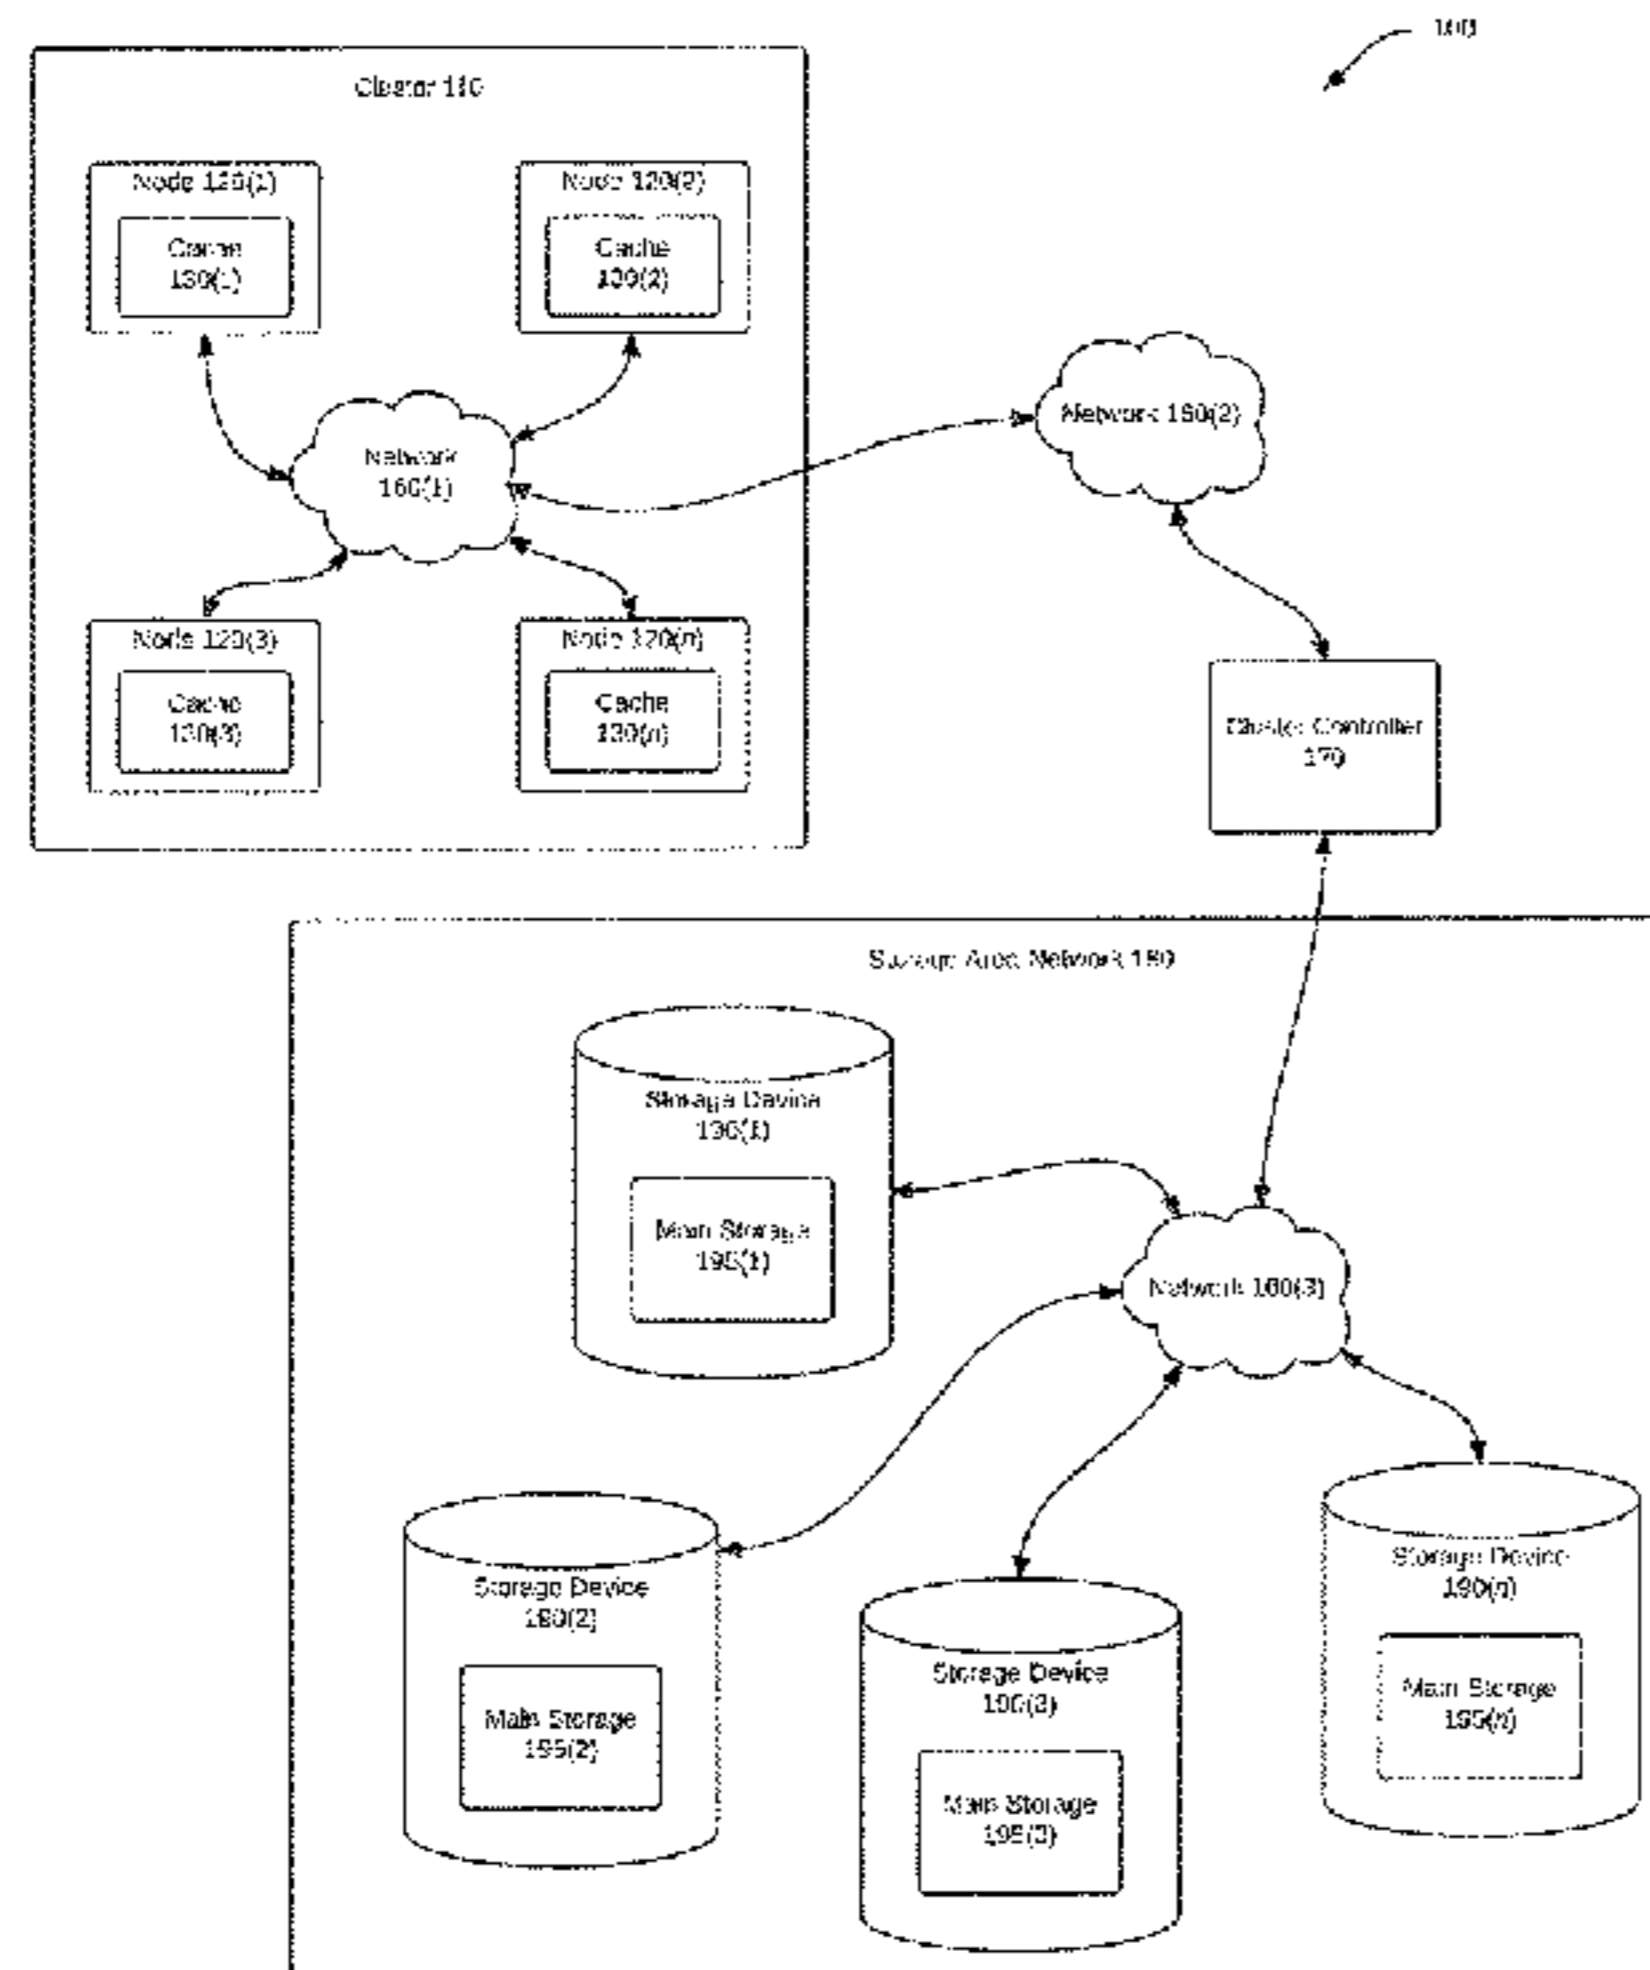 100
Cluster 110
Node 120(1)
Cache
130(1)
Node 120(2)
Cache
130(2)
Network
160(1)
Network 160(2)
Node 120(3)
Cache
130(3)
Node 120(n)
Cache
130(n)
Cluster Controller
170
Storage Area Network 180
Storage Device
190(1)
Main Storage
195(1)
Network 160(3)
Storage Device
190(2)
Main Storage
195(2)
Storage Device
190(3)
Main Storage
195(3)
Storage Device
190(n)
Main Storage
195(n)